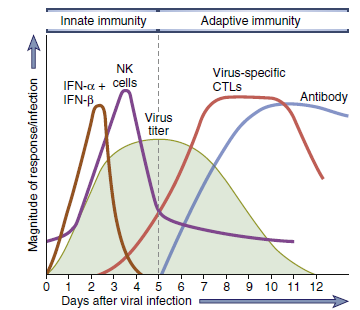 Innate immunity
Adaptive immunity
NK
cells
IFN-α +
IFN-β
Virus
titer
Virus-specific
CTLs
Antibody
Magnitude of response/infection
0 1 2 3 4 5 6 7 8 9 10 11 12
Days after viral infection